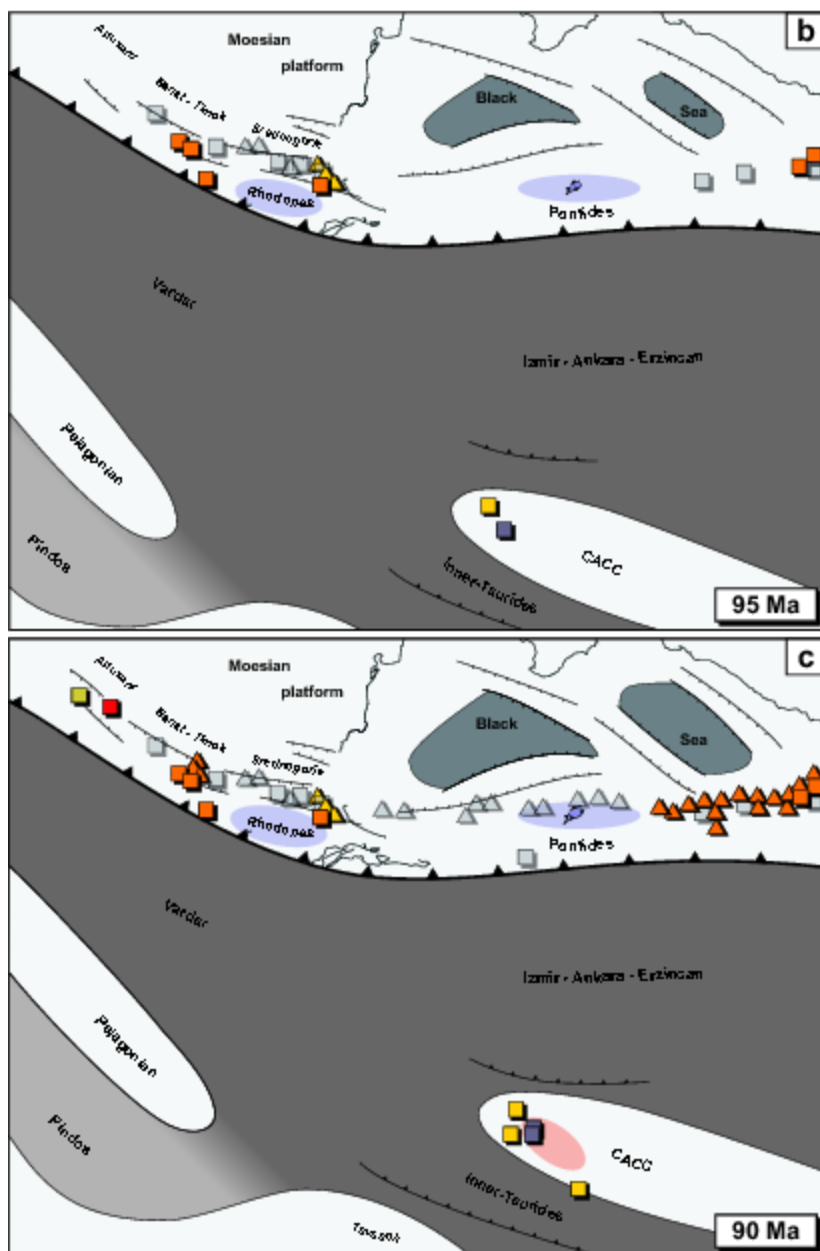 b
Moesian
platform
Apuseni
Banat - Timok
Srednogorie
Black
Sea
Rhodopes
Pontides
Vardar
Izmir - Ankara - Erzincan
Pelagonian
Pindos
CACC
Inner-Taurides
95 Ma
c
Apuseni
Moesian
platform
Banat - Timok
Srednogorie
Black
Sea
Rhodopes
Pontides
Vardar
Izmir - Ankara - Erzincan
Pelagonian
Pindos
CACC
Inner-Taurides
90 Ma